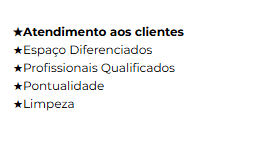 ★Atendimento aos clientes
★Espaço Diferenciados
★Profissionais Qualificados
★Pontualidade
★Limpeza